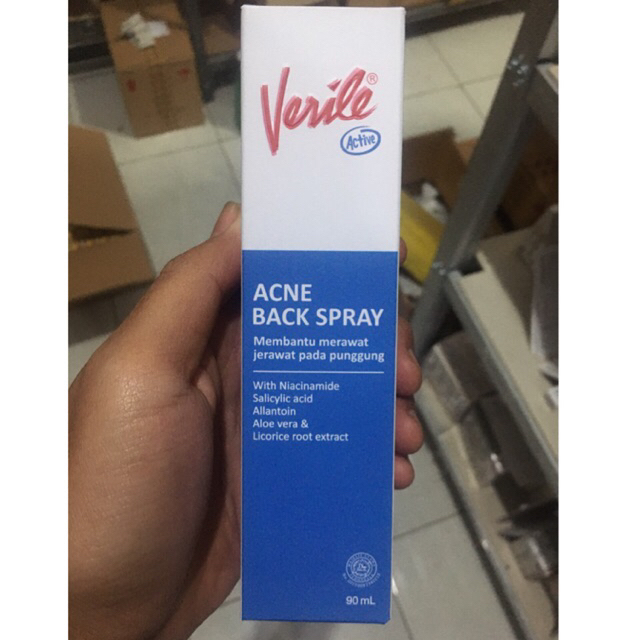 Verile®
Active
ACNE
BACK SPRAY
Membantu merawat
jerawat pada punggung
With Niacinamide
Salicylic acid
Allantoin
Aloe vera &
Licorice root extract
90 mL